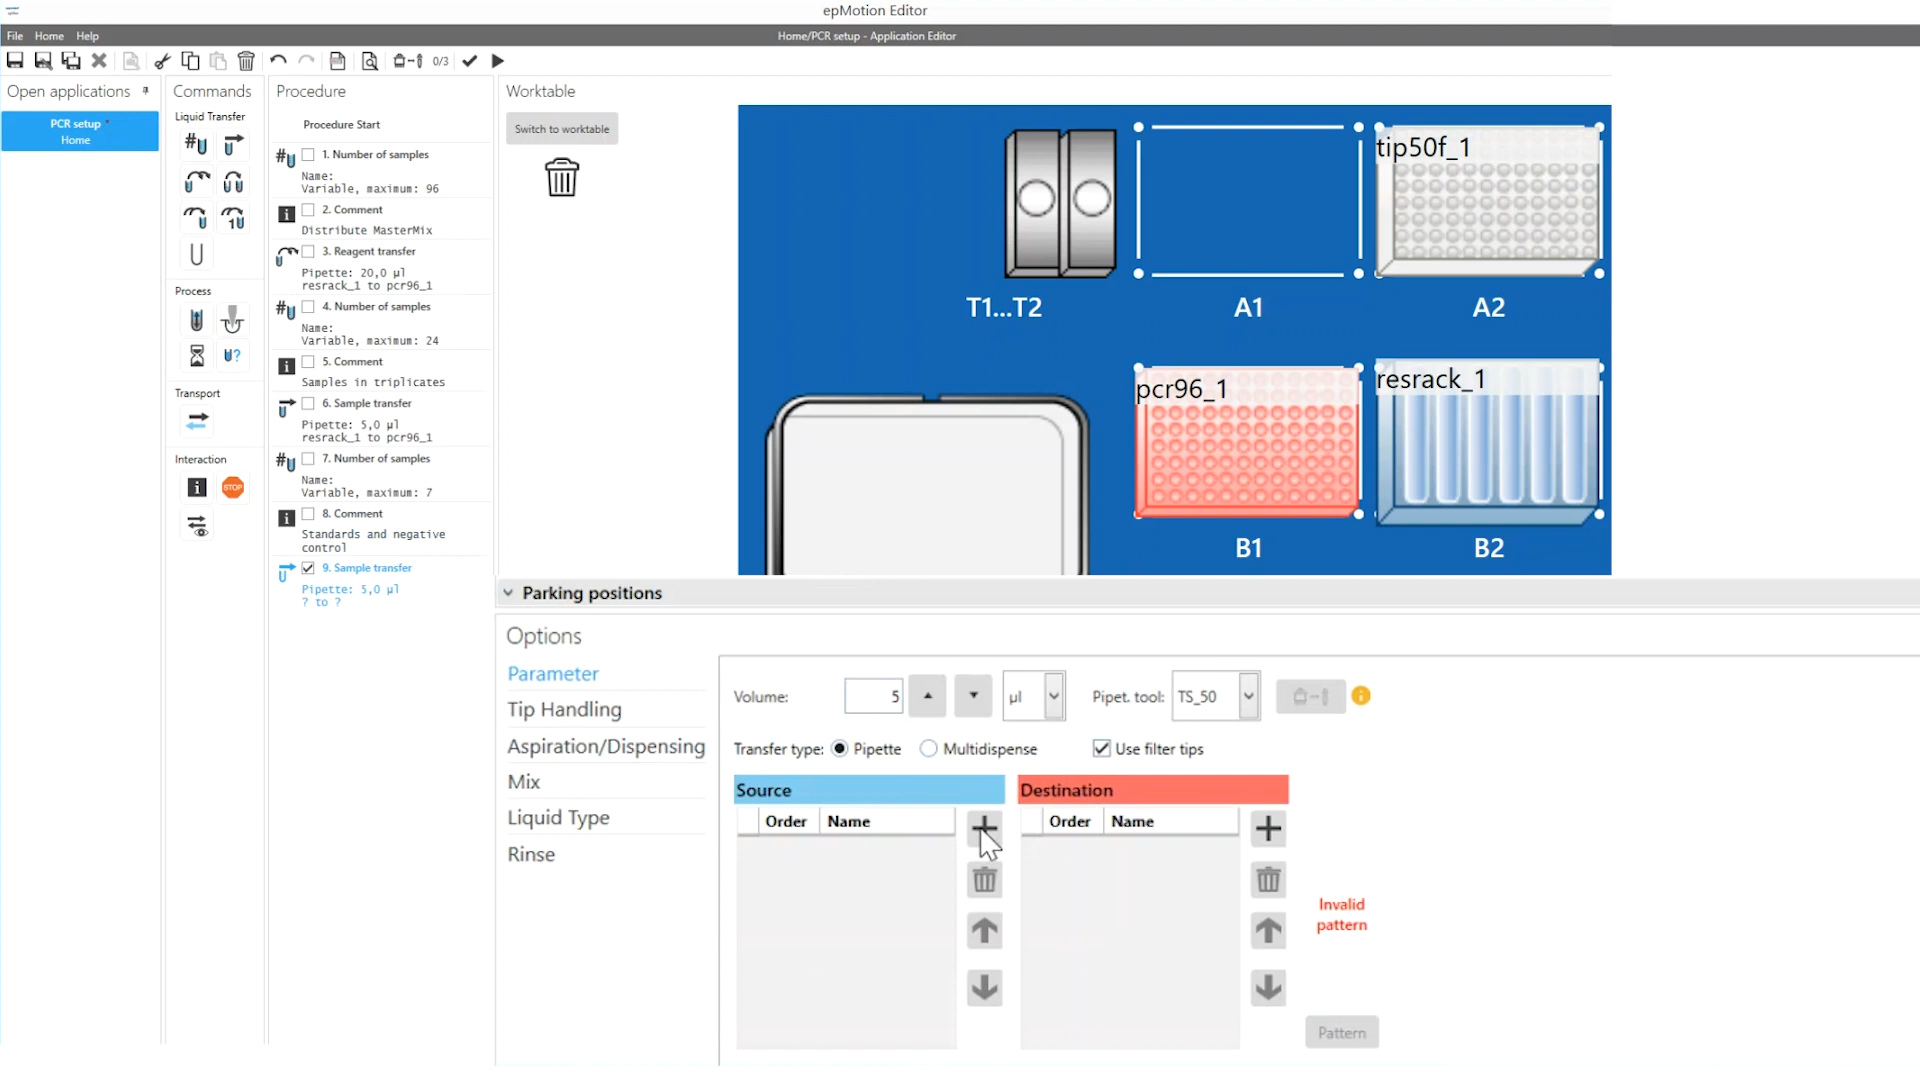 epMotion Editor
File Home Help
Home/PCR setup - Application Editor
0/3
Open applications
PCR setup *
Home
Commands
Liquid Transfer
Process
Transport
Interaction
STOP
Procedure
Procedure Start
1. Number of samples
Name:
Variable, maximum: 96
2. Comment
Distribute MasterMix
3. Reagent transfer
Pipette: 20,0 µl
resrack_1 to pcr96_1
4. Number of samples
Name:
Variable, maximum: 24
5. Comment
Samples in triplicates
6. Sample transfer
Pipette: 5,0 µl
resrack_1 to pcr96_1
7. Number of samples
Name:
Variable, maximum: 7
8. Comment
Standards and negative
control
9. Sample transfer
Pipette: 5,0 µl
? to ?
Worktable
Switch to worktable
tip50f_1
T1...T2
A1
A2
pcr96_1
resrack_1
B1
B2
Parking positions
Options
Parameter
Tip Handling
Aspiration/Dispensing
Mix
Liquid Type
Rinse
Volume: 5 µl Pipet. tool: TS_50
Transfer type: Pipette Multidispense Use filter tips
Source
Order Name
Destination
Order Name
Invalid
pattern
Pattern